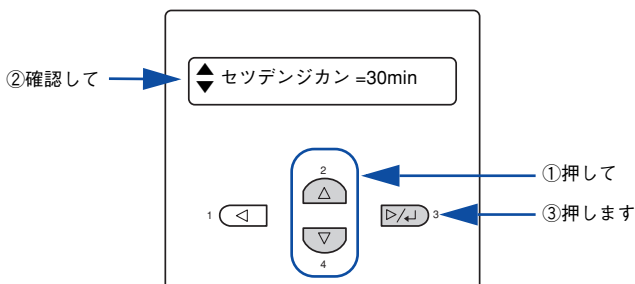 ②確認して
セツデンジカン =30min
2
①押して
1
3
③押します
4